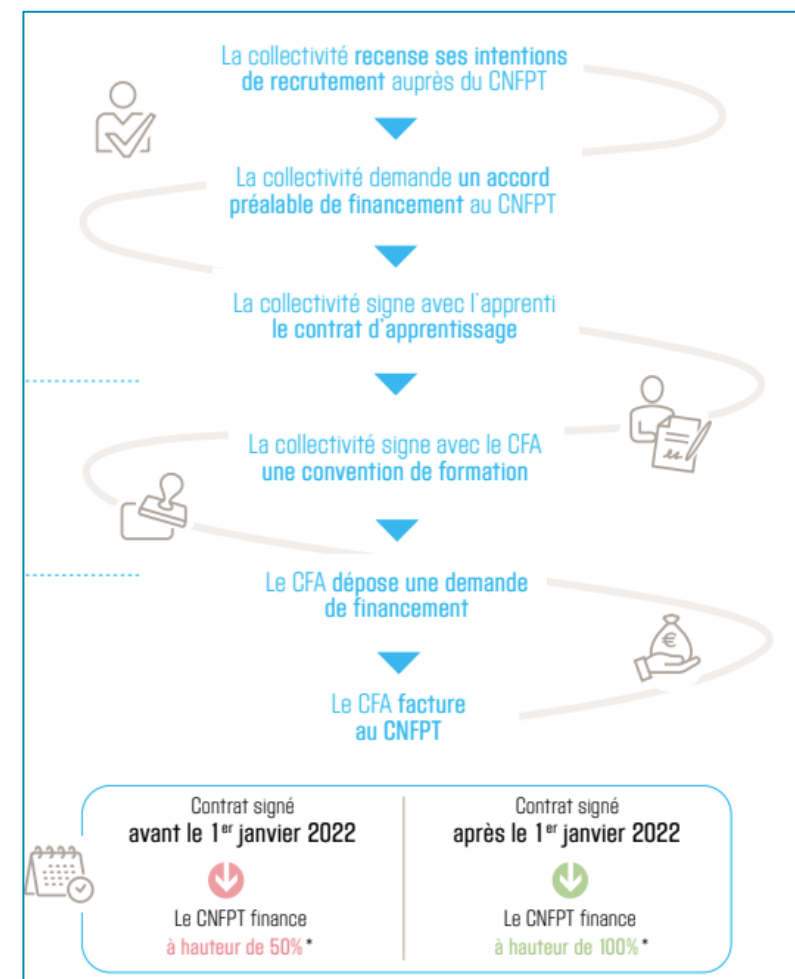 La collectivité recense ses intentions
de recrutement auprès du CNFPT
La collectivité demande un accord
préalable de financement au CNFPT
La collectivité signe avec l'apprenti
le contrat d'apprentissage
La collectivité signe avec le CFA
une convention de formation
Le CFA dépose une demande
de financement
Le CFA facture
au CNFPT
Contrat signé
avant le 1er janvier 2022
Le CNFPT finance
à hauteur de 50% *
Contrat signé
après le 1er janvier 2022
Le CNFPT finance
à hauteur de 100% *